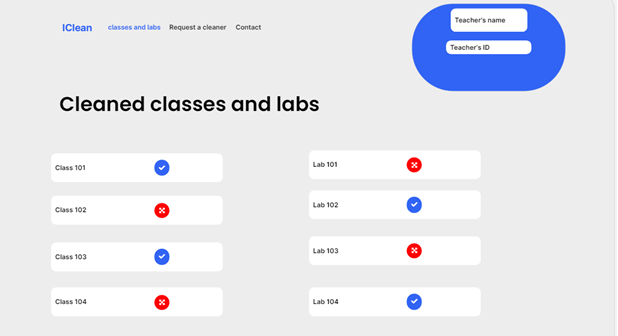 IClean
classes and labs
Request a cleaner
Contact
Teacher's name
Teacher's ID
Cleaned classes and labs
Class 101
Lab 101
Class 102
Lab 102
Class 103
Lab 103
Class 104
Lab 104